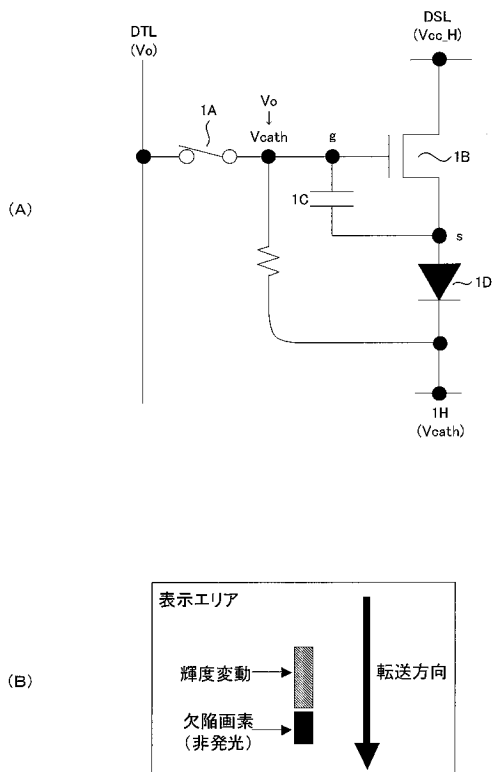 (A)
DTL
(Vo)
DSL
(Vcc_H)
1A
Vo
↓
Vcath
g
1B
1C
s
1D
1H
(Vcath)
(B)
表示エリア
輝度変動
転送方向
欠陥画素
(非発光)